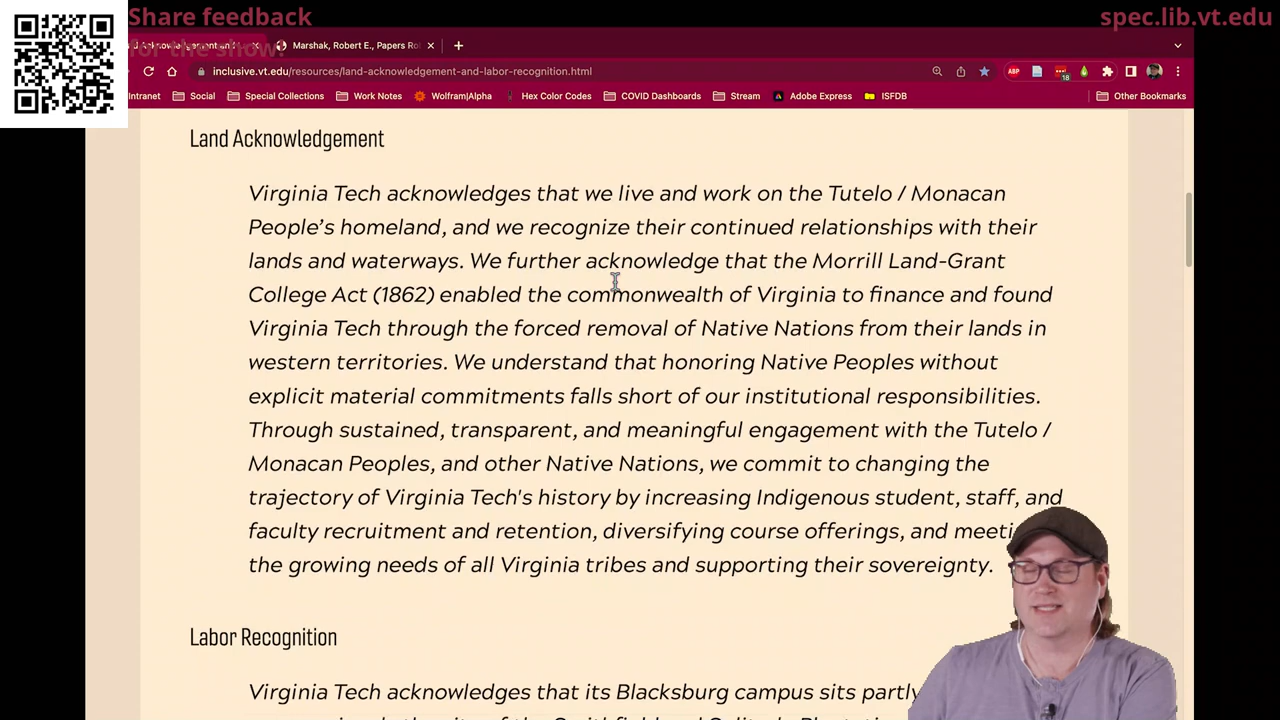 Share feedback
for the show!
spec.lib.vt.edu
Marshak, Robert E., Papers
inclusive.vt.edu/resources/land-acknowledgement-and-labor-recognition.html
ABP
18
Intranet Social Special Collections Work Notes Wolfram|Alpha Hex Color Codes COVID Dashboards Stream Adobe Express ISFDB Other Bookmarks
Land Acknowledgement
Virginia Tech acknowledges that we live and work on the Tutelo / Monacan
People’s homeland, and we recognize their continued relationships with their
lands and waterways. We further acknowledge that the Morrill Land-Grant
College Act (1862) enabled the commonwealth of Virginia to finance and found
Virginia Tech through the forced removal of Native Nations from their lands in
western territories. We understand that honoring Native Peoples without
explicit material commitments falls short of our institutional responsibilities.
Through sustained, transparent, and meaningful engagement with the Tutelo /
Monacan Peoples, and other Native Nations, we commit to changing the
trajectory of Virginia Tech's history by increasing Indigenous student, staff, and
faculty recruitment and retention, diversifying course offerings, and
the growing needs of all Virginia tribes and supporting their sovereignty.
Labor Recognition
Virginia Tech acknowledges that its Blacksburg campus sits partly